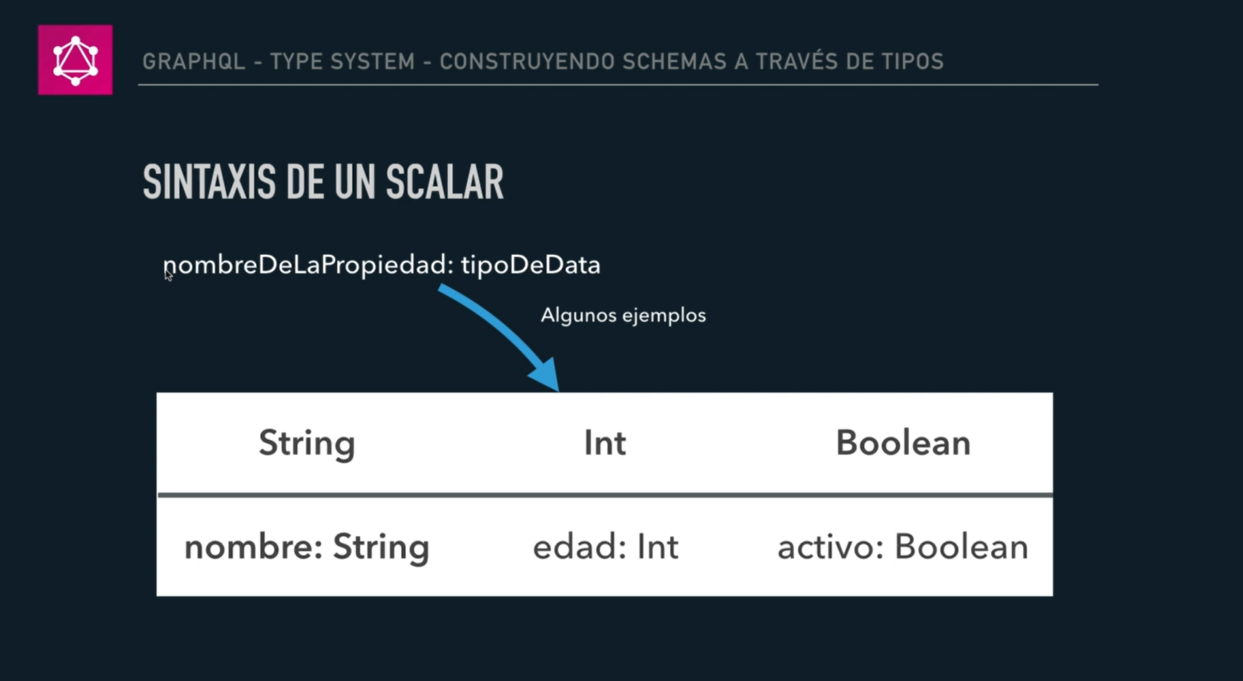 GRAPHQL - TYPE SYSTEM - CONSTRUYENDO SCHEMAS A TRAVÉS DE TIPOS
SINTAXIS DE UN SCALAR
nombreDeLaPropiedad: tipoDeData
Algunos ejemplos
String Int Boolean
nombre: String edad: Int activo: Boolean